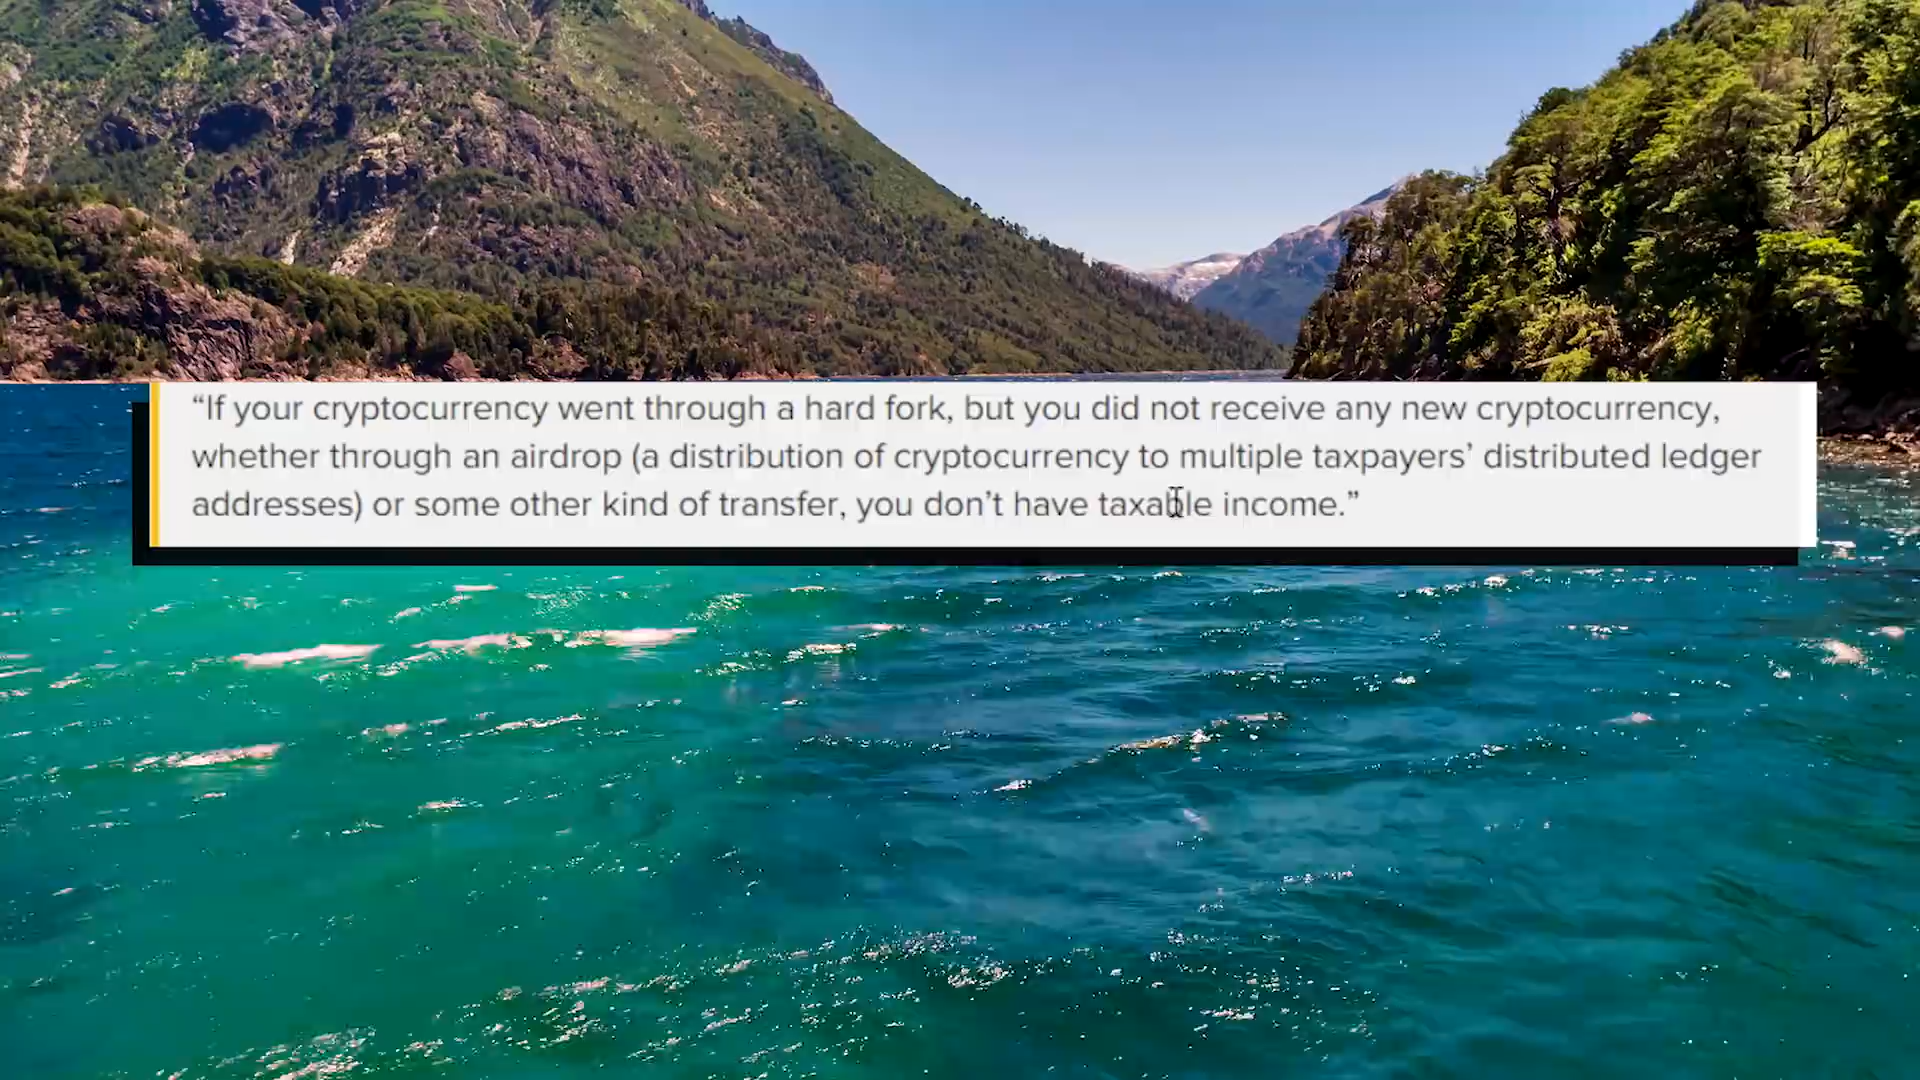 “If your cryptocurrency went through a hard fork, but you did not receive any new cryptocurrency,
whether through an airdrop (a distribution of cryptocurrency to multiple taxpayers’ distributed ledger
addresses) or some other kind of transfer, you don’t have taxable income.”